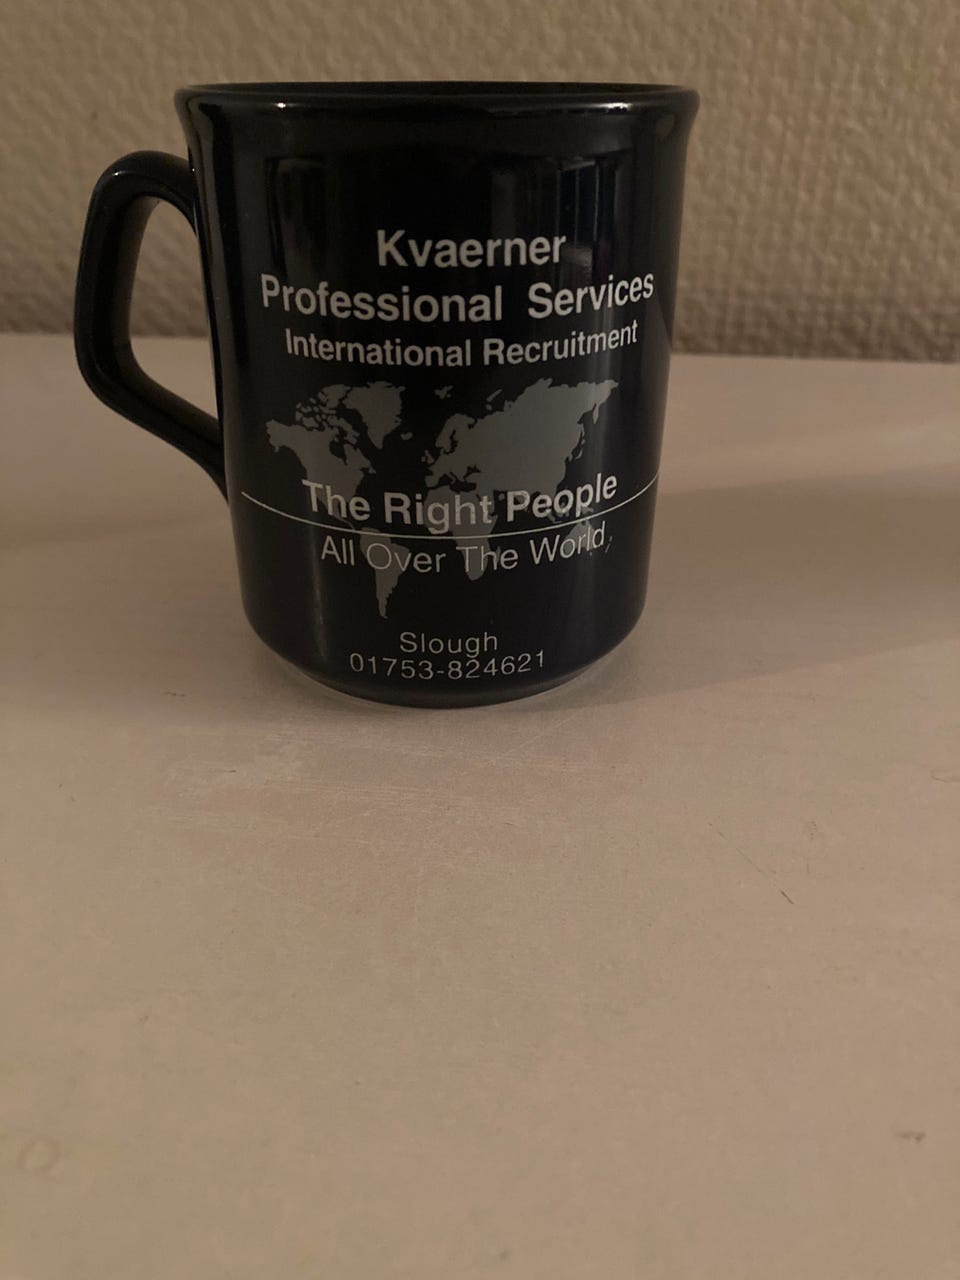 Kvaerner
Professional Services
International Recruitment
The Right People
All Over The World
Slough
01753-824621